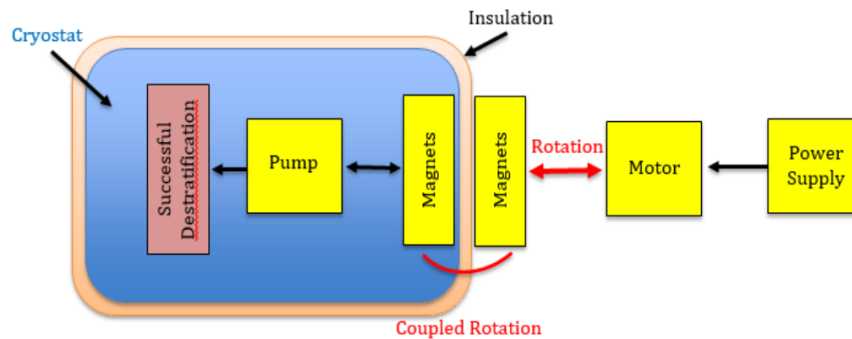 Insulation
Cryostat
Successful
Destratification
Pump
Magnets
Magnets
Rotation
Motor
Power
Supply
Coupled Rotation